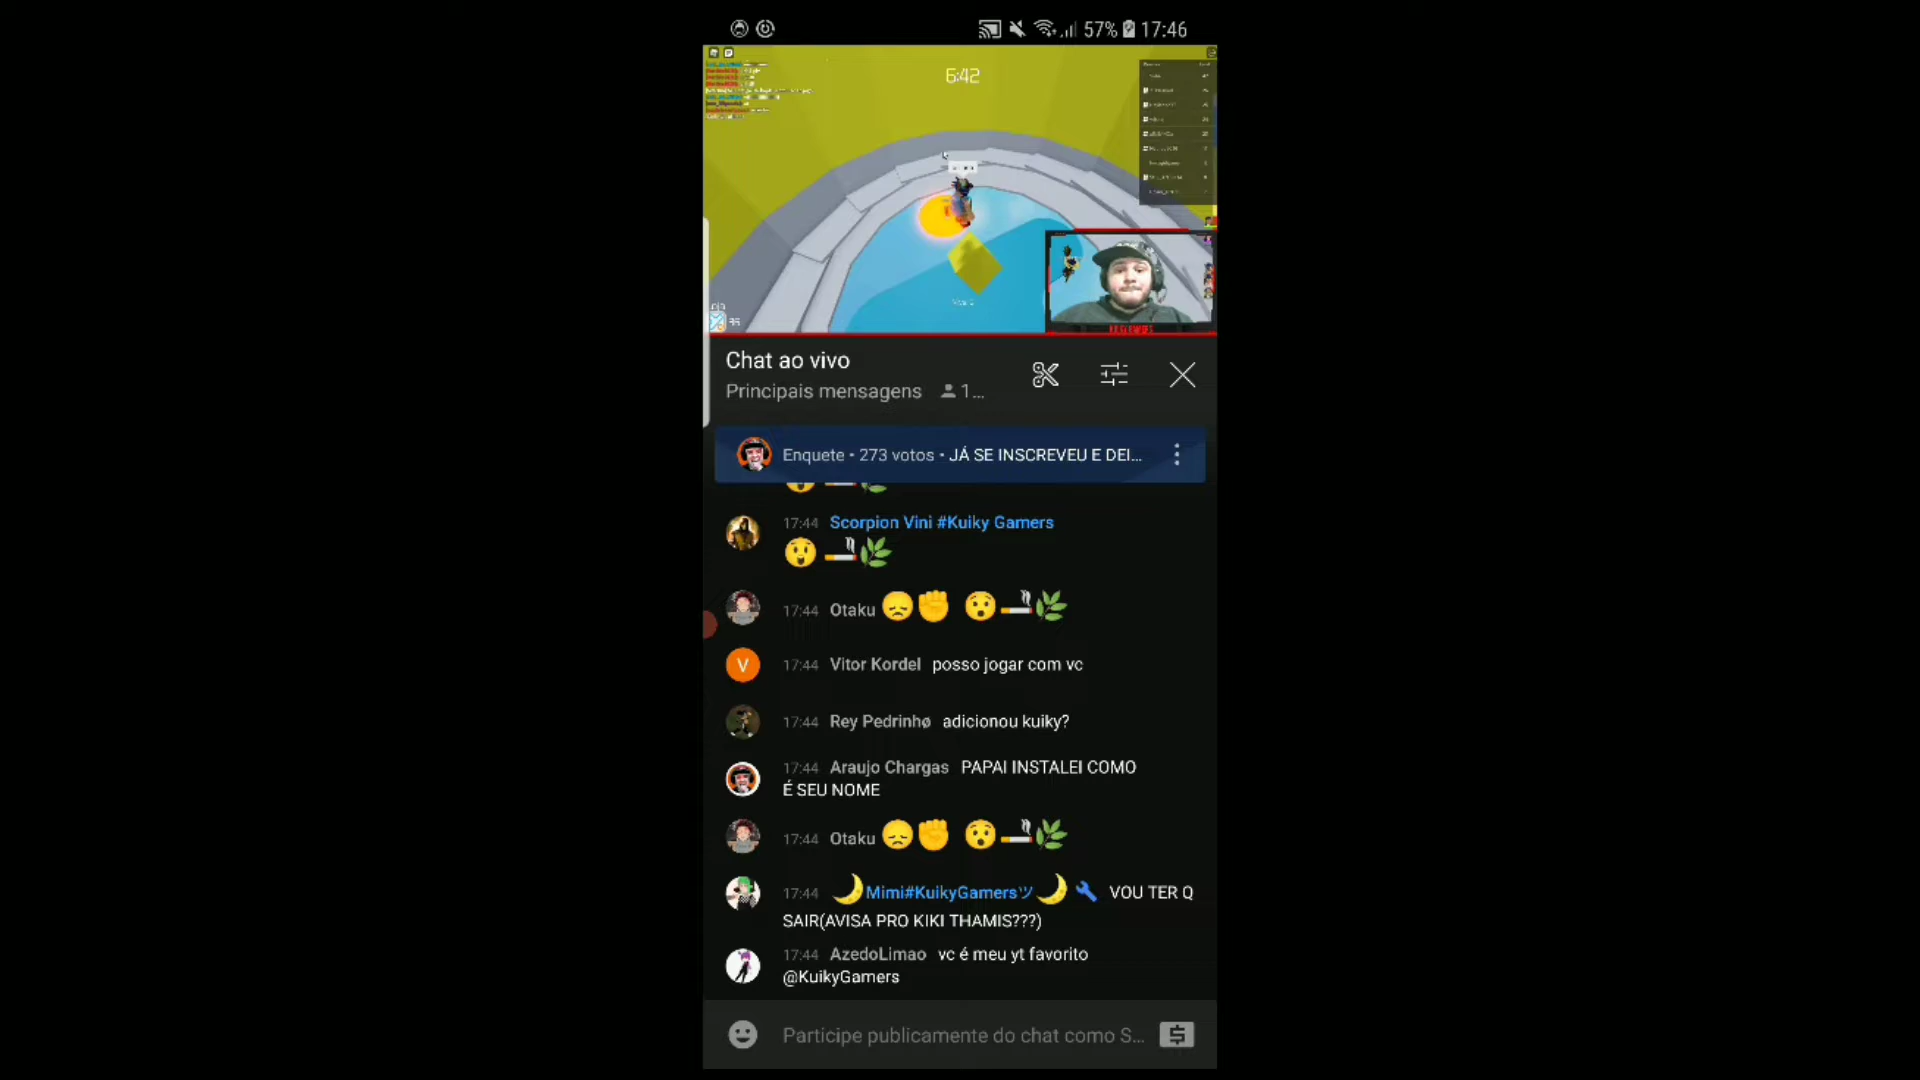 57% 17:46
6:42
Chat ao vivo
Principais mensagens 1...
Enquete • 273 votos • JÁ SE INSCREVEU E DEI...
17:44 Scorpion Vini #Kuiky Gamers
😲 🚬🌿
17:44 Otaku 😞✊ 😯🚬🌿
V 17:44 Vitor Kordel posso jogar com vc
17:44 Rey Pedrinhø adicionou kuiky?
17:44 Araujo Chargas PAPAI INSTALEI COMO
É SEU NOME
17:44 Otaku 😞✊ 😯🚬🌿
17:44 🌙Mimi#KuikyGamersツ🌙 🔧 VOU TER Q
SAIR(AVISA PRO KIKI THAMIS???)
17:44 AzedoLimao vc é meu yt favorito
@KuikyGamers
Participe publicamente do chat como S...